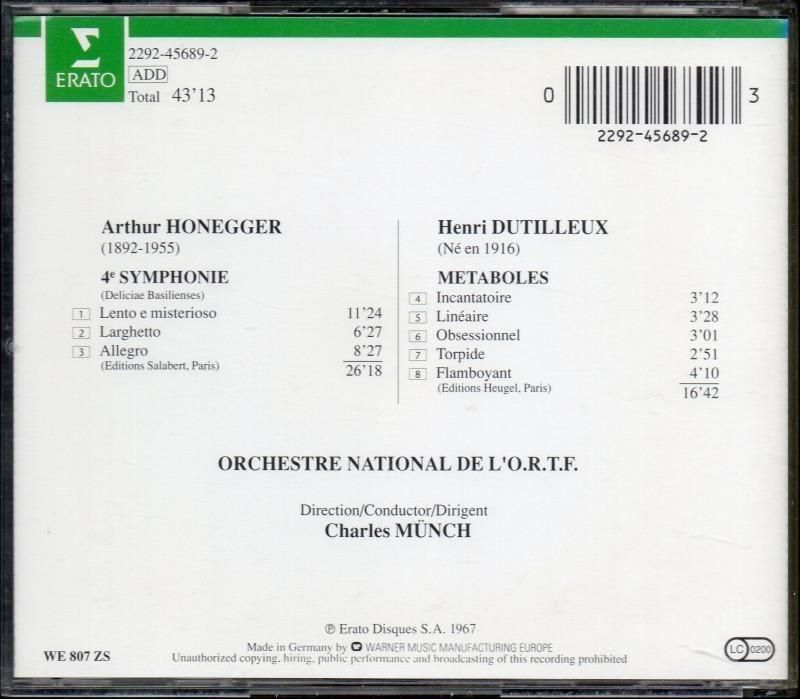 ERATO
2292-45689-2
ADD
Total 43'13
0 3
2292-45689-2
Arthur HONEGGER
(1892-1955)
4e SYMPHONIE
(Deliciae Basilienses)
1 Lento e misterioso 11'24
2 Larghetto 6'27
3 Allegro 8'27
(Editions Salabert, Paris) 26'18
Henri DUTILLEUX
(Né en 1916)
METABOLES
4 Incantatoire 3'12
5 Linéaire 3'28
6 Obsessionnel 3'01
7 Torpide 2'51
8 Flamboyant 4'10
(Editions Heugel, Paris) 16'42
ORCHESTRE NATIONAL DE L'O.R.T.F.
Direction/Conductor/Dirigent
Charles MÜNCH
℗ Erato Disques S.A. 1967
Made in Germany by WARNER MUSIC MANUFACTURING EUROPE
Unauthorized copying, hiring, public performance and broadcasting of this recording prohibited
WE 807 ZS
LC 0200